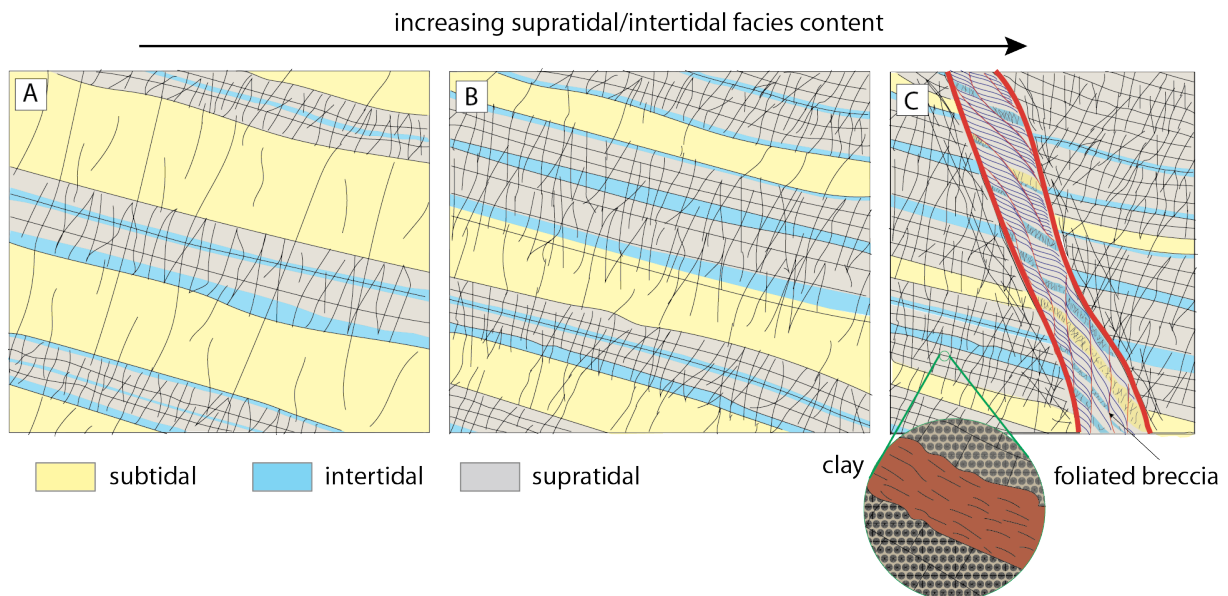 increasing supratidal/intertidal facies content
A
B
C
subtidal
intertidal
supratidal
clay
foliated breccia